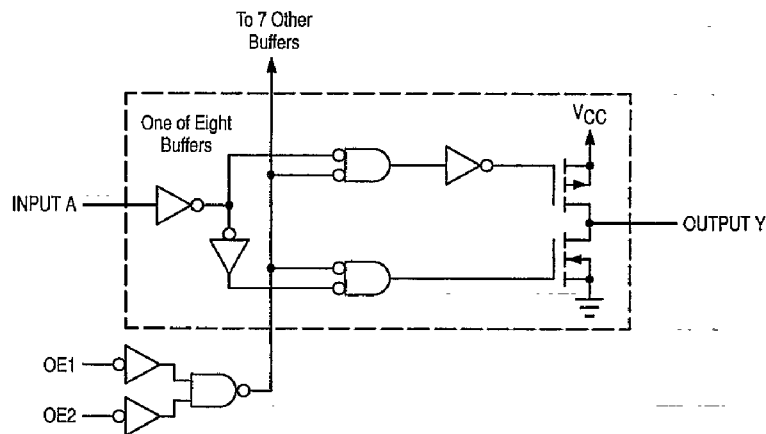 To 7 Other
Buffers
One of Eight
Buffers
VCC
INPUT A
OUTPUT Y
OE1
OE2